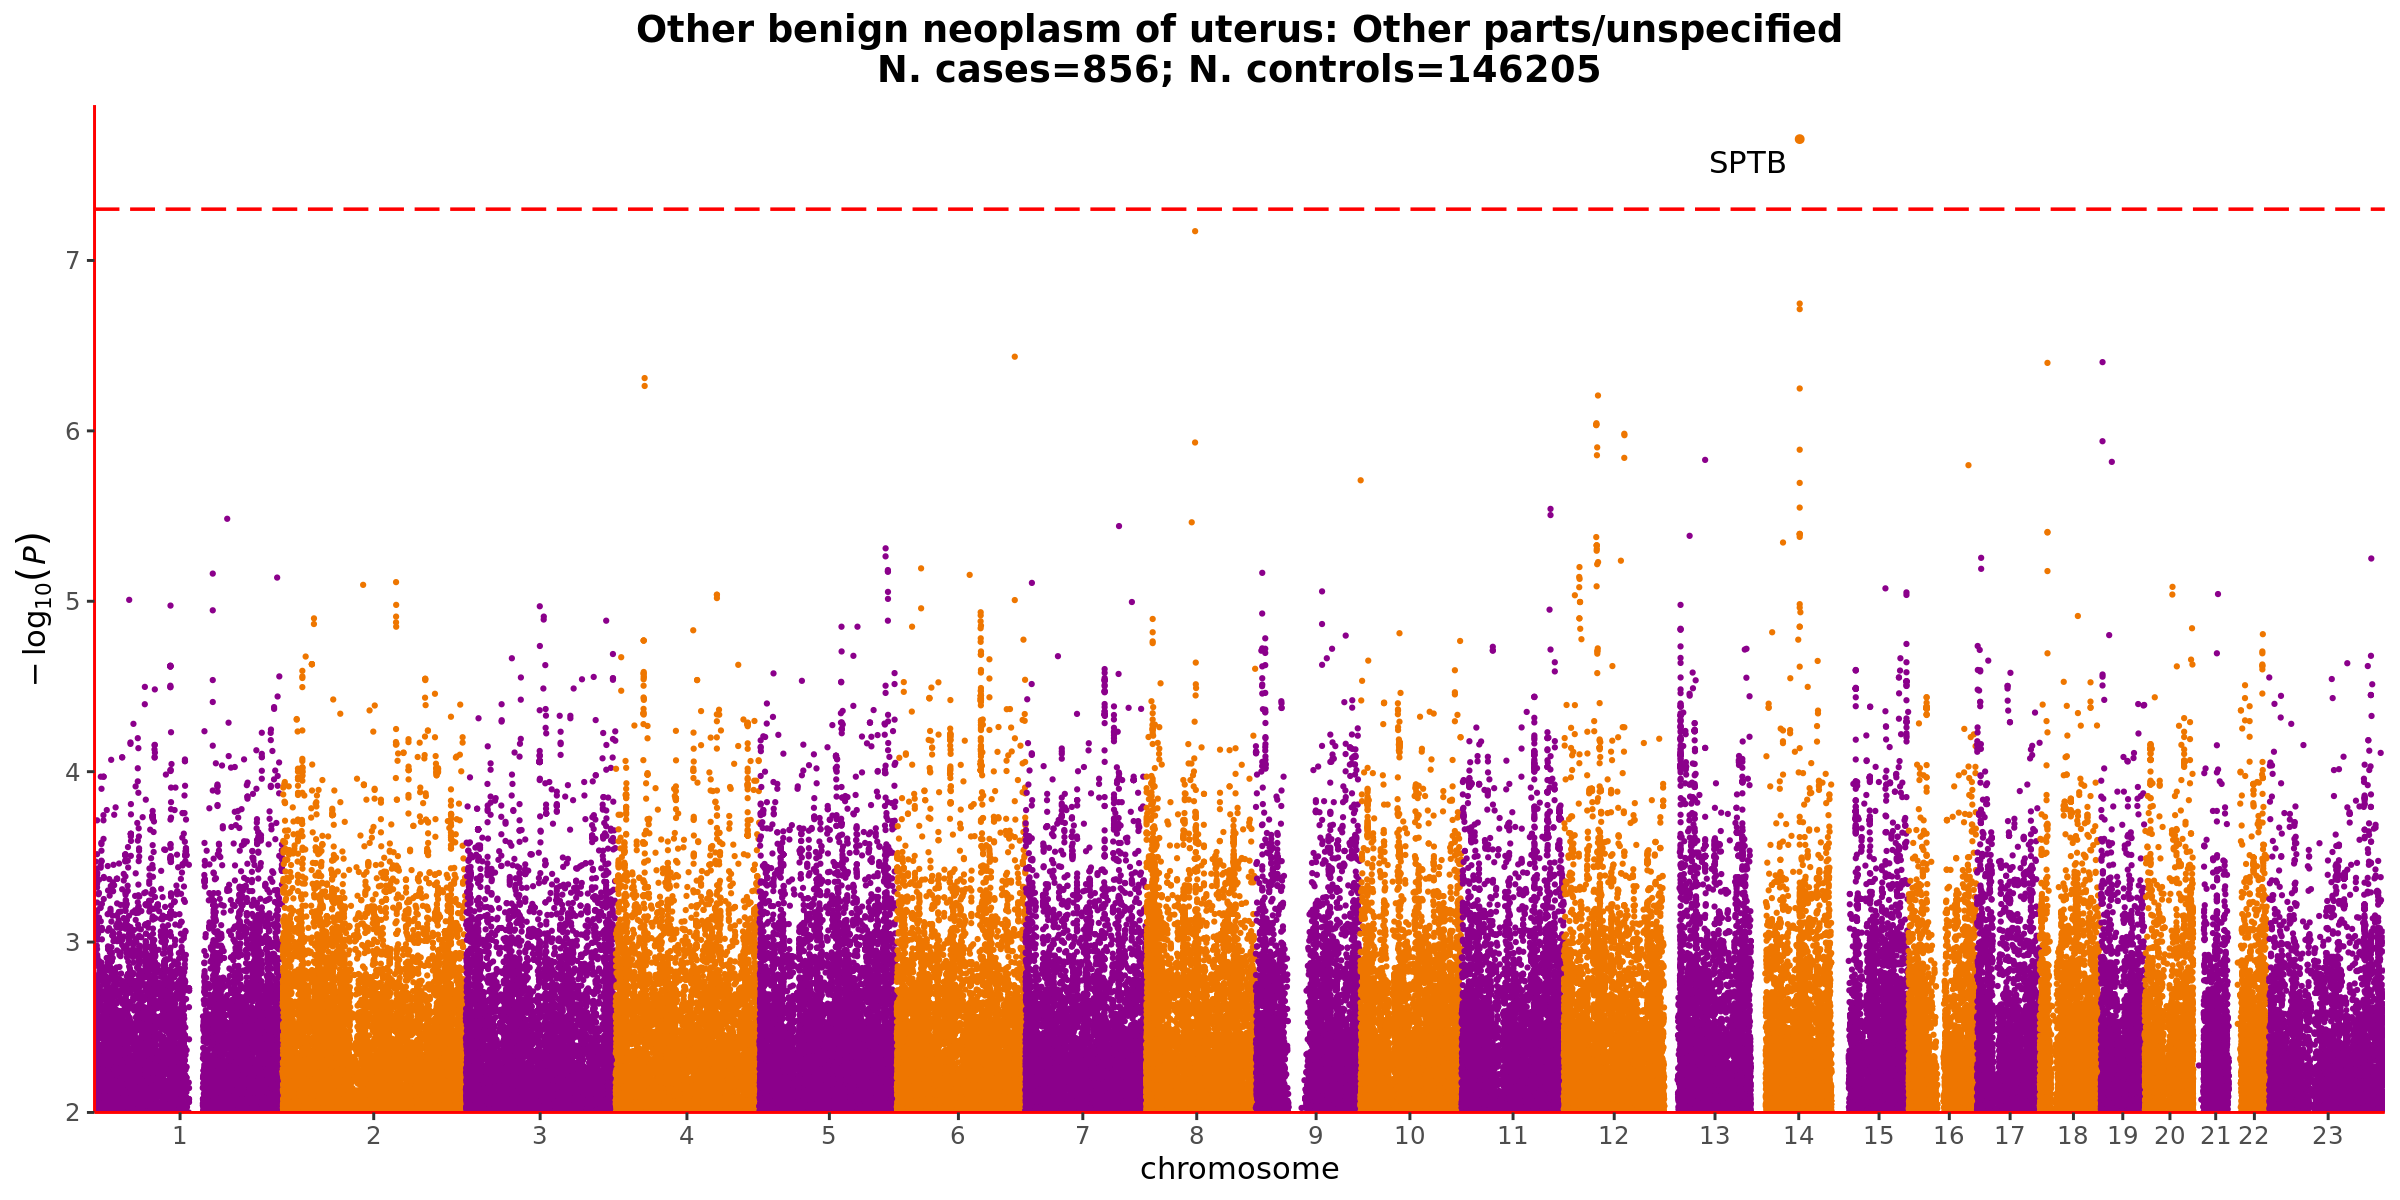 Other benign neoplasm of uterus: Other parts/unspecified
N. cases=856; N. controls=146205
SPTB
7
6
5
4
3
2
−log10(P)
1 2 3 4 5 6 7 8 9 10 11 12 13 14 15 16 17 18 19 20 21 22 23
chromosome